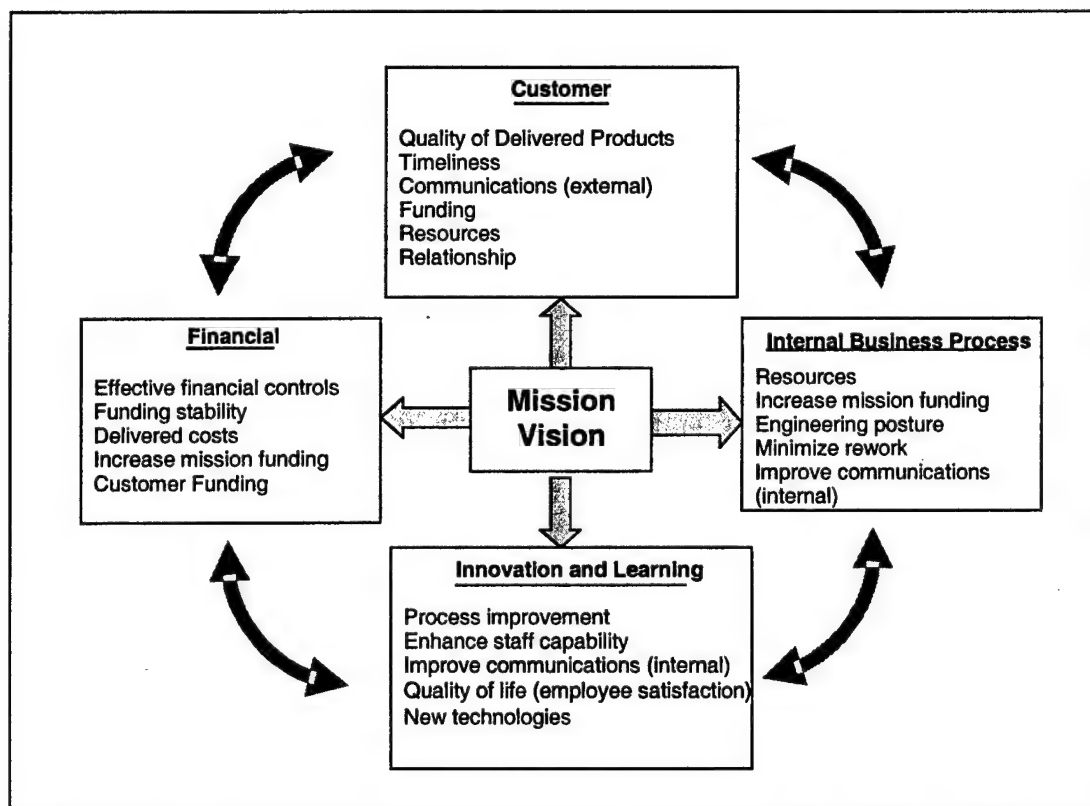 Customer
Quality of Delivered Products
Timeliness
Communications (external)
Funding
Resources
Relationship
Financial
Effective financial controls
Funding stability
Delivered costs
Increase mission funding
Customer Funding
Mission
Vision
Internal Business Process
Resources
Increase mission funding
Engineering posture
Minimize rework
Improve communications
(internal)
Innovation and Learning
Process improvement
Enhance staff capability
Improve communications (internal)
Quality of life (employee satisfaction)
New technologies